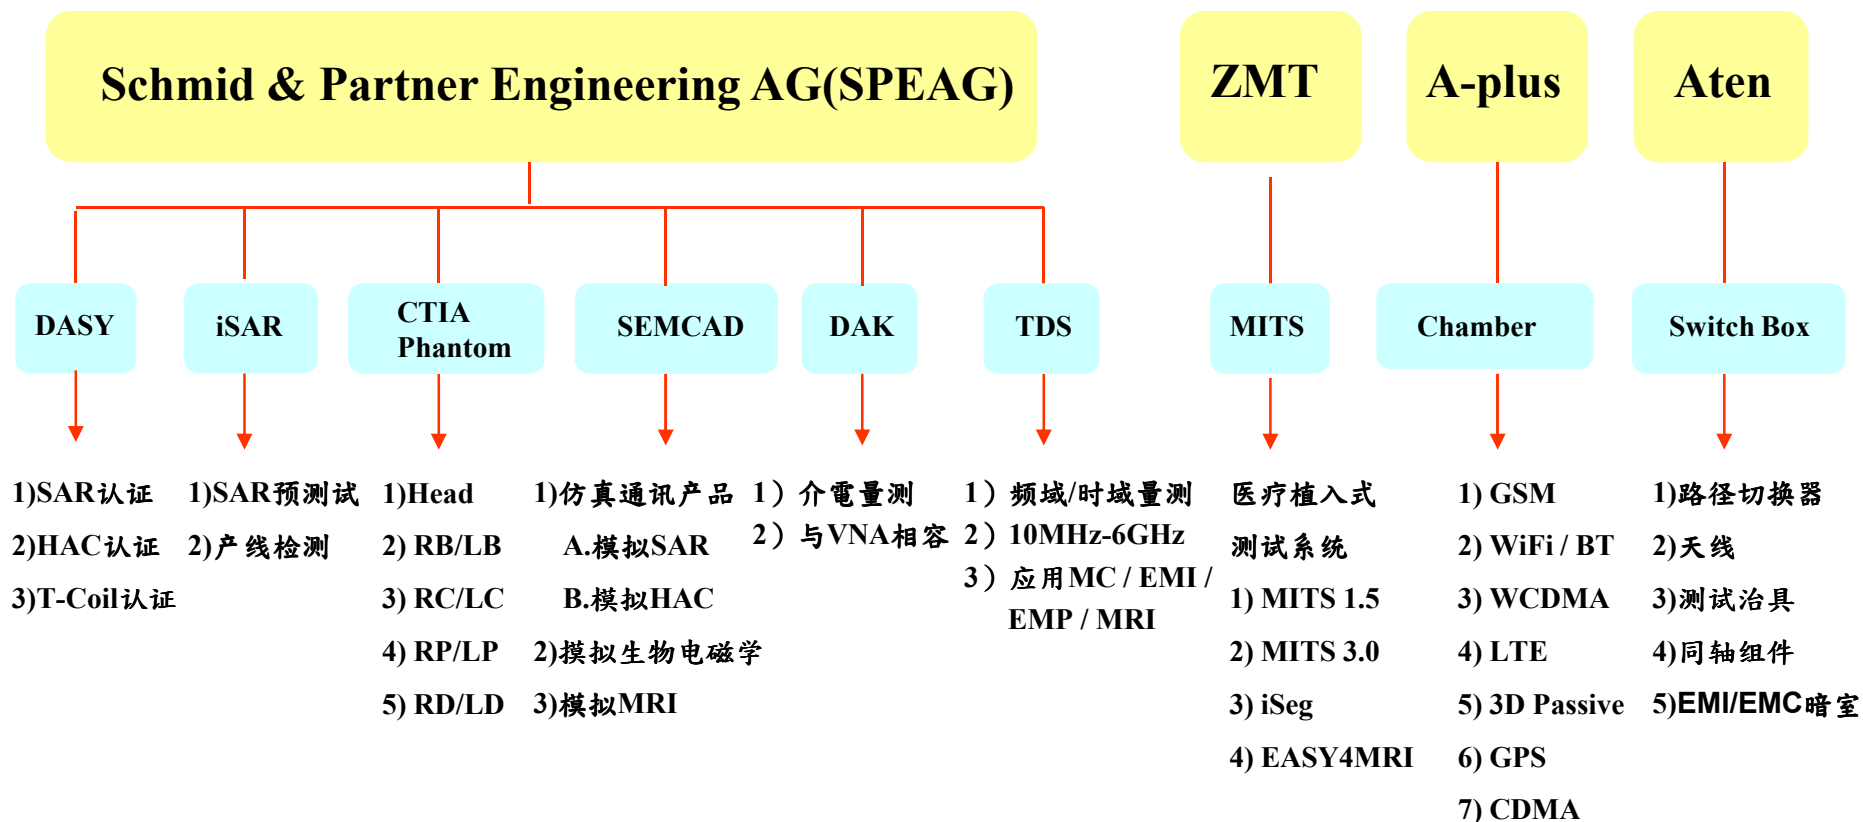 Schmid & Partner Engineering AG(SPEAG)
ZMT
A-plus
Aten
DASY
iSAR
CTIA
Phantom
SEMCAD
DAK
TDS
MITS
Chamber
Switch Box
1)SAR认证
2)HAC认证
3)T-Coil认证
1)SAR预测试
2)产线检测
1)Head
2) RB/LB
3) RC/LC
4) RP/LP
5) RD/LD
1)仿真通讯产品
A.模拟SAR
B.模拟HAC
2)摸拟生物电磁学
3)模拟MRI
1）介電量测
2）与VNA相容
1）频域/时域量测
2）10MHz-6GHz
3）应用MC / EMI /
EMP / MRI
医疗植入式
测试系统
1) MITS 1.5
2) MITS 3.0
3) iSeg
4) EASY4MRI
1) GSM
2) WiFi / BT
3) WCDMA
4) LTE
5) 3D Passive
6) GPS
7) CDMA
1)路径切换器
2)天线
3)测试治具
4)同轴组件
5)EMI/EMC暗室